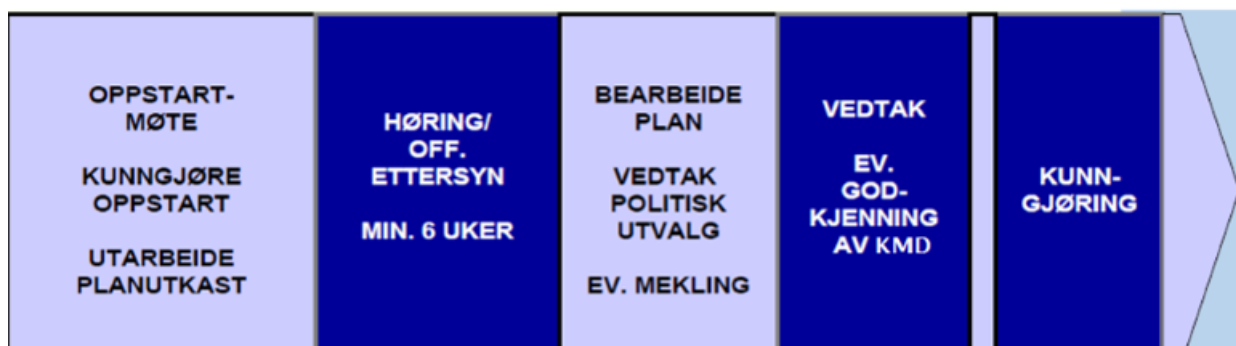 OPPSTART-
MØTE
KUNNGJØRE
OPPSTART
UTARBEIDE
PLANUTKAST
HØRING/
OFF.
ETTERSYN
MIN. 6 UKER
BEARBEIDE
PLAN
VEDTAK
POLITISK
UTVALG
EV. MEKLING
VEDTAK
EV.
GOD-
KJENNING
AV KMD
KUNN-
GJØRING